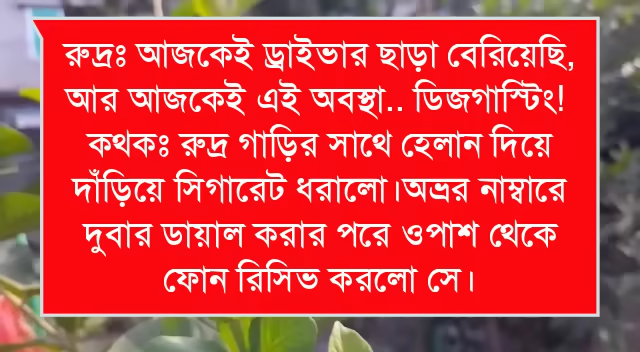 রুদ্রঃ আজকেই ড্রাইভার ছাড়া বেরিয়েছি,
আর আজকেই এই অবস্থা.. ডিজগাস্টিং!
কথকঃ রুদ্র গাড়ির সাথে হেলান দিয়ে
দাঁড়িয়ে সিগারেট ধরালো।অভ্রর নাম্বারে
দুবার ডায়াল করার পরে ওপাশ থেকে
ফোন রিসিভ করলো সে।